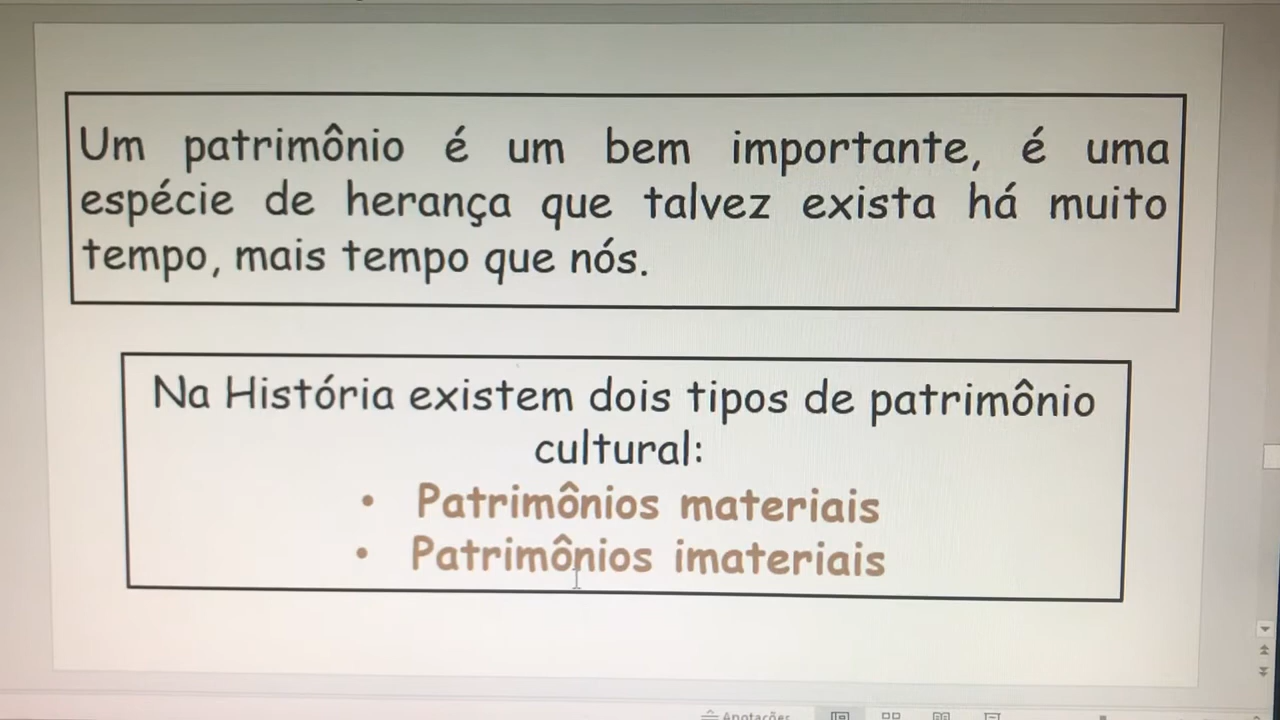 Um patrimônio é um bem importante, é uma
espécie de herança que talvez exista há muito
tempo, mais tempo que nós.
Na História existem dois tipos de patrimônio
cultural:
• Patrimônios materiais
• Patrimônios imateriais
Anotações